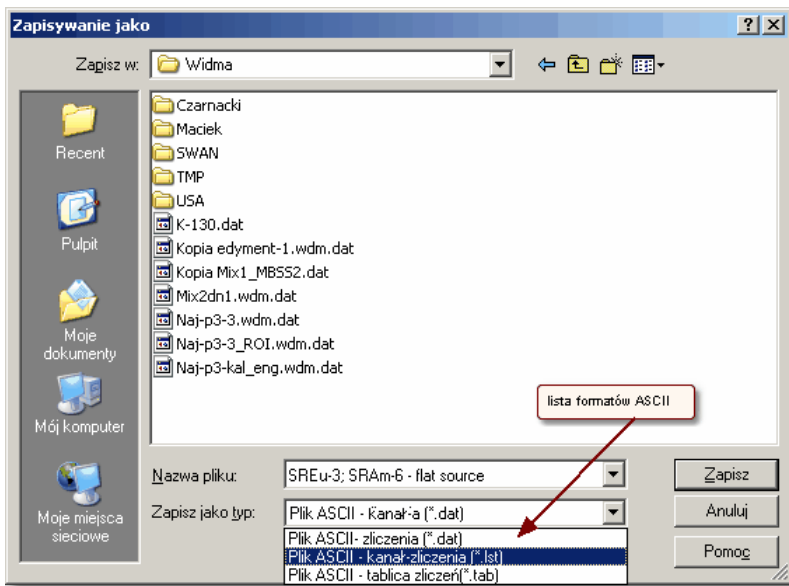 Zapisywanie jako
Zapisz w:
Widma
Recent
Pulpit
Moje
dokumenty
Mój komputer
Moje miejsca
sieciowe
Czarnacki
Maciek
SWAN
TMP
USA
K-130.dat
Kopia edyment-1.wdm.dat
Kopia Mix1_MBSS2.dat
Mix2dn1.wdm.dat
Naj-p3-3.wdm.dat
Naj-p3-3_ROI.wdm.dat
Naj-p3-kal_eng.wdm.dat
lista formatów ASCII
Nazwa pliku:
SREu-3; SRAm-6 - flat source
Zapisz
Zapisz jako typ:
Plik ASCII - (*.dat)
Anuluj
Plik ASCII- zliczenia (*.dat)
Plik ASCII - kanał-zliczenia (*.lst)
Plik ASCII - tablica zliczeń(*.tab)
Pomoc